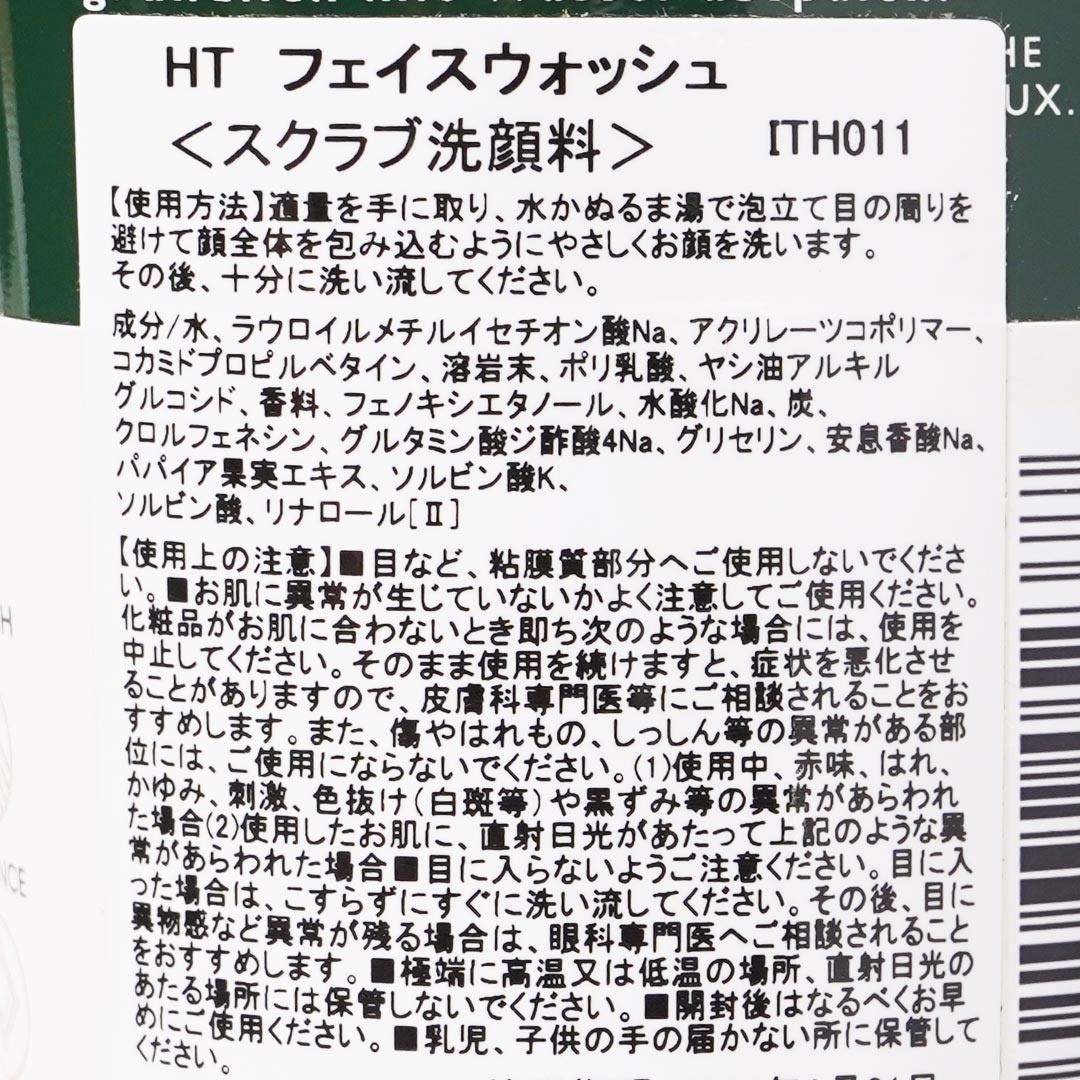 HE
UX.
HT フェイスウォッシュ
＜スクラブ洗顔料＞ ITH011
【使用方法】適量を手に取り、水かぬるま湯で泡立て目の周りを
避けて顔全体を包み込むようにやさしくお顔を洗います。
その後、十分に洗い流してください。
成分/水、ラウロイルメチルイセチオン酸Na、アクリレーツコポリマー、
コカミドプロピルベタイン、溶岩末、ポリ乳酸、ヤシ油アルキル
グルコシド、香料、フェノキシエタノール、水酸化Na、炭、
クロルフェネシン、グルタミン酸ジ酢酸4Na、グリセリン、安息香酸Na、
パパイア果実エキス、ソルビン酸K、
ソルビン酸、リナロール[Ⅱ]
【使用上の注意】■目など、粘膜質部分へご使用しないでくださ
い。■お肌に異常が生じていないかよく注意してご使用ください。
化粧品がお肌に合わないとき即ち次のような場合には、使用を
中止してください。そのまま使用を続けますと、症状を悪化させ
ることがありますので、皮膚科専門医等にご相談されることをお
すすめします。また、傷やはれもの、しっしん等の異常がある部
位には、ご使用にならないでください。(1)使用中、赤味、はれ、
かゆみ、刺激、色抜け(白斑等)や黒ずみ等の異常があらわれ
た場合(2)使用したお肌に、直射日光があたって上記のような異
常があらわれた場合■目に入らないようご注意ください。目に入
った場合は、こすらずにすぐに洗い流してください。その後、目に
異物感など異常が残る場合は、眼科専門医へご相談されること
をおすすめします。■極端に高温又は低温の場所、直射日光の
あたる場所には保管しないでください。■開封後はなるべくお早
めにご使用ください。■乳児、子供の手の届かない所に保管して
ください。
H
NCE